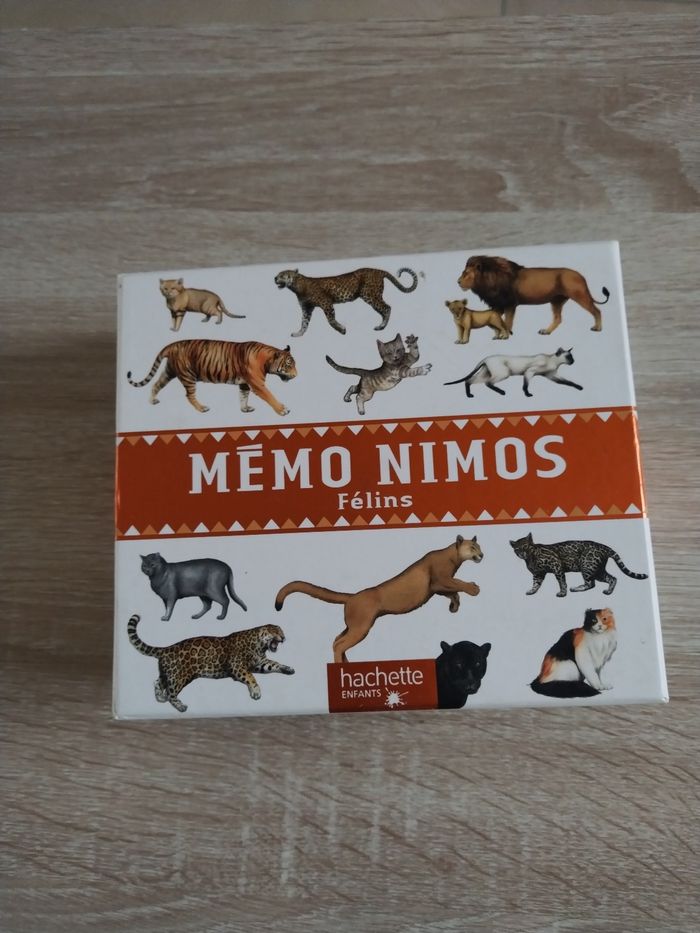 MÉMO NIMOS
Félins
hachette
ENFANTS